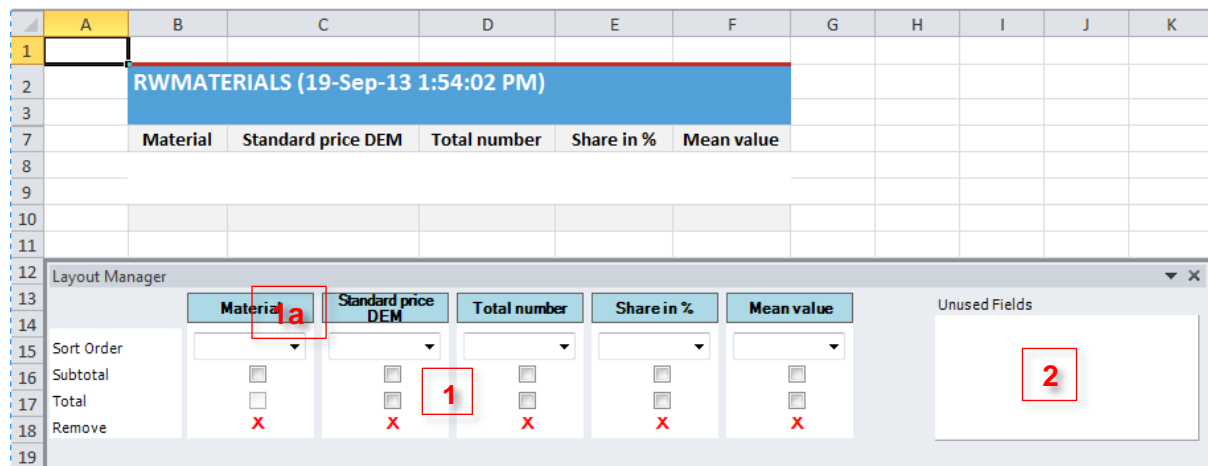 A B C D E F G H I J K
1
2 RWMATERIALS (19-Sep-13 1:54:02 PM)
3
7 Material Standard price DEM Total number Share in % Mean value
8
9
10
11
12 Layout Manager
13 Material Standard price DEM Total number Share in % Mean value Unused Fields
1a
14
15 Sort Order
16 Subtotal
17 Total
1
2
18 Remove X X X X X
19